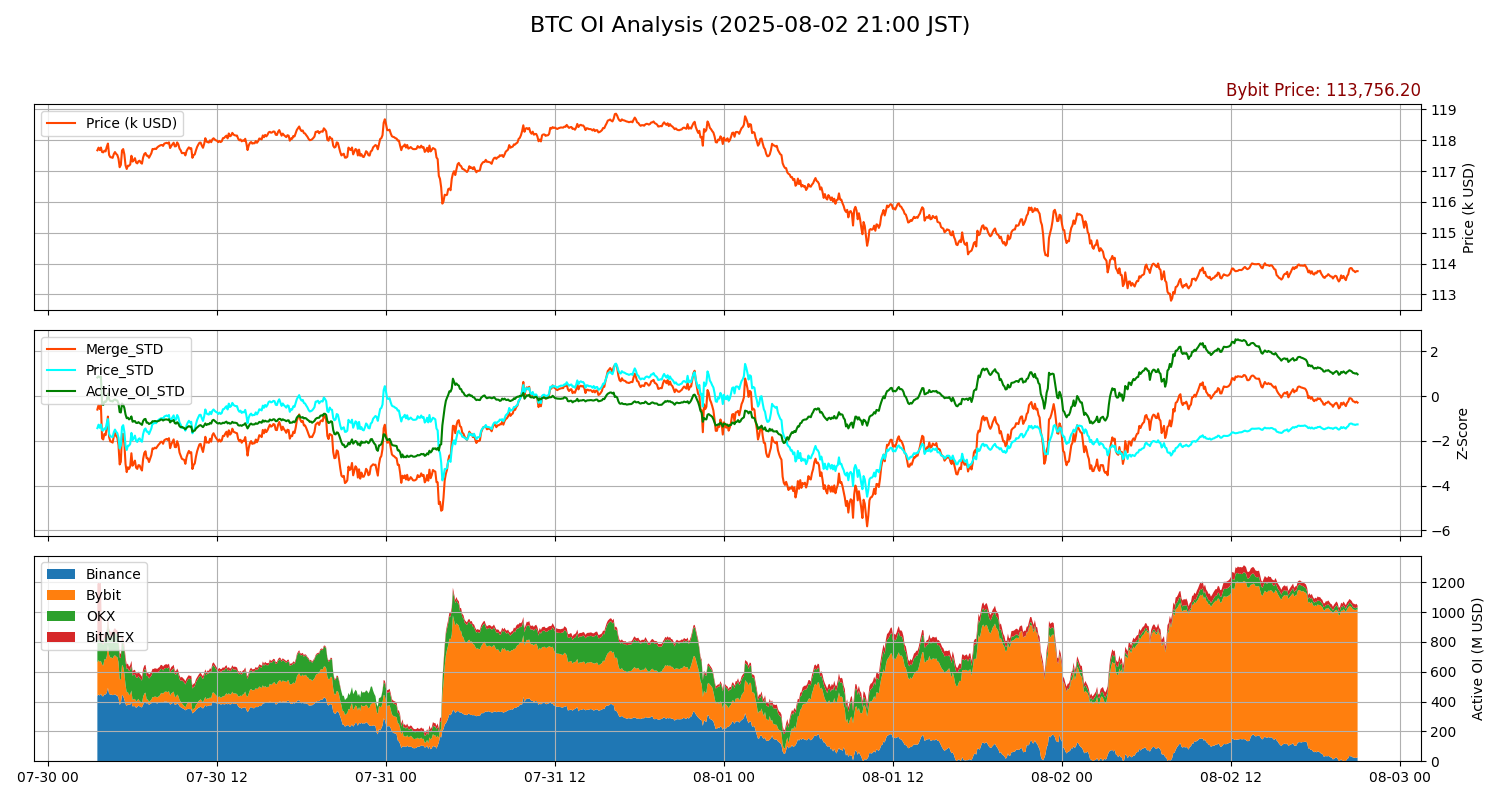 BTC OI Analysis (2025-08-02 21:00 JST)
Bybit Price: 113,756.20
Price (k USD)
119
118
117
116
115
114
113
Price (k USD)
Merge_STD
Price_STD
Active_OI_STD
2
0
−2
−4
−6
Z-Score
Binance
Bybit
OKX
BitMEX
1200
1000
800
600
400
200
0
Active OI (M USD)
07-30 00
07-30 12
07-31 00
07-31 12
08-01 00
08-01 12
08-02 00
08-02 12
08-03 00